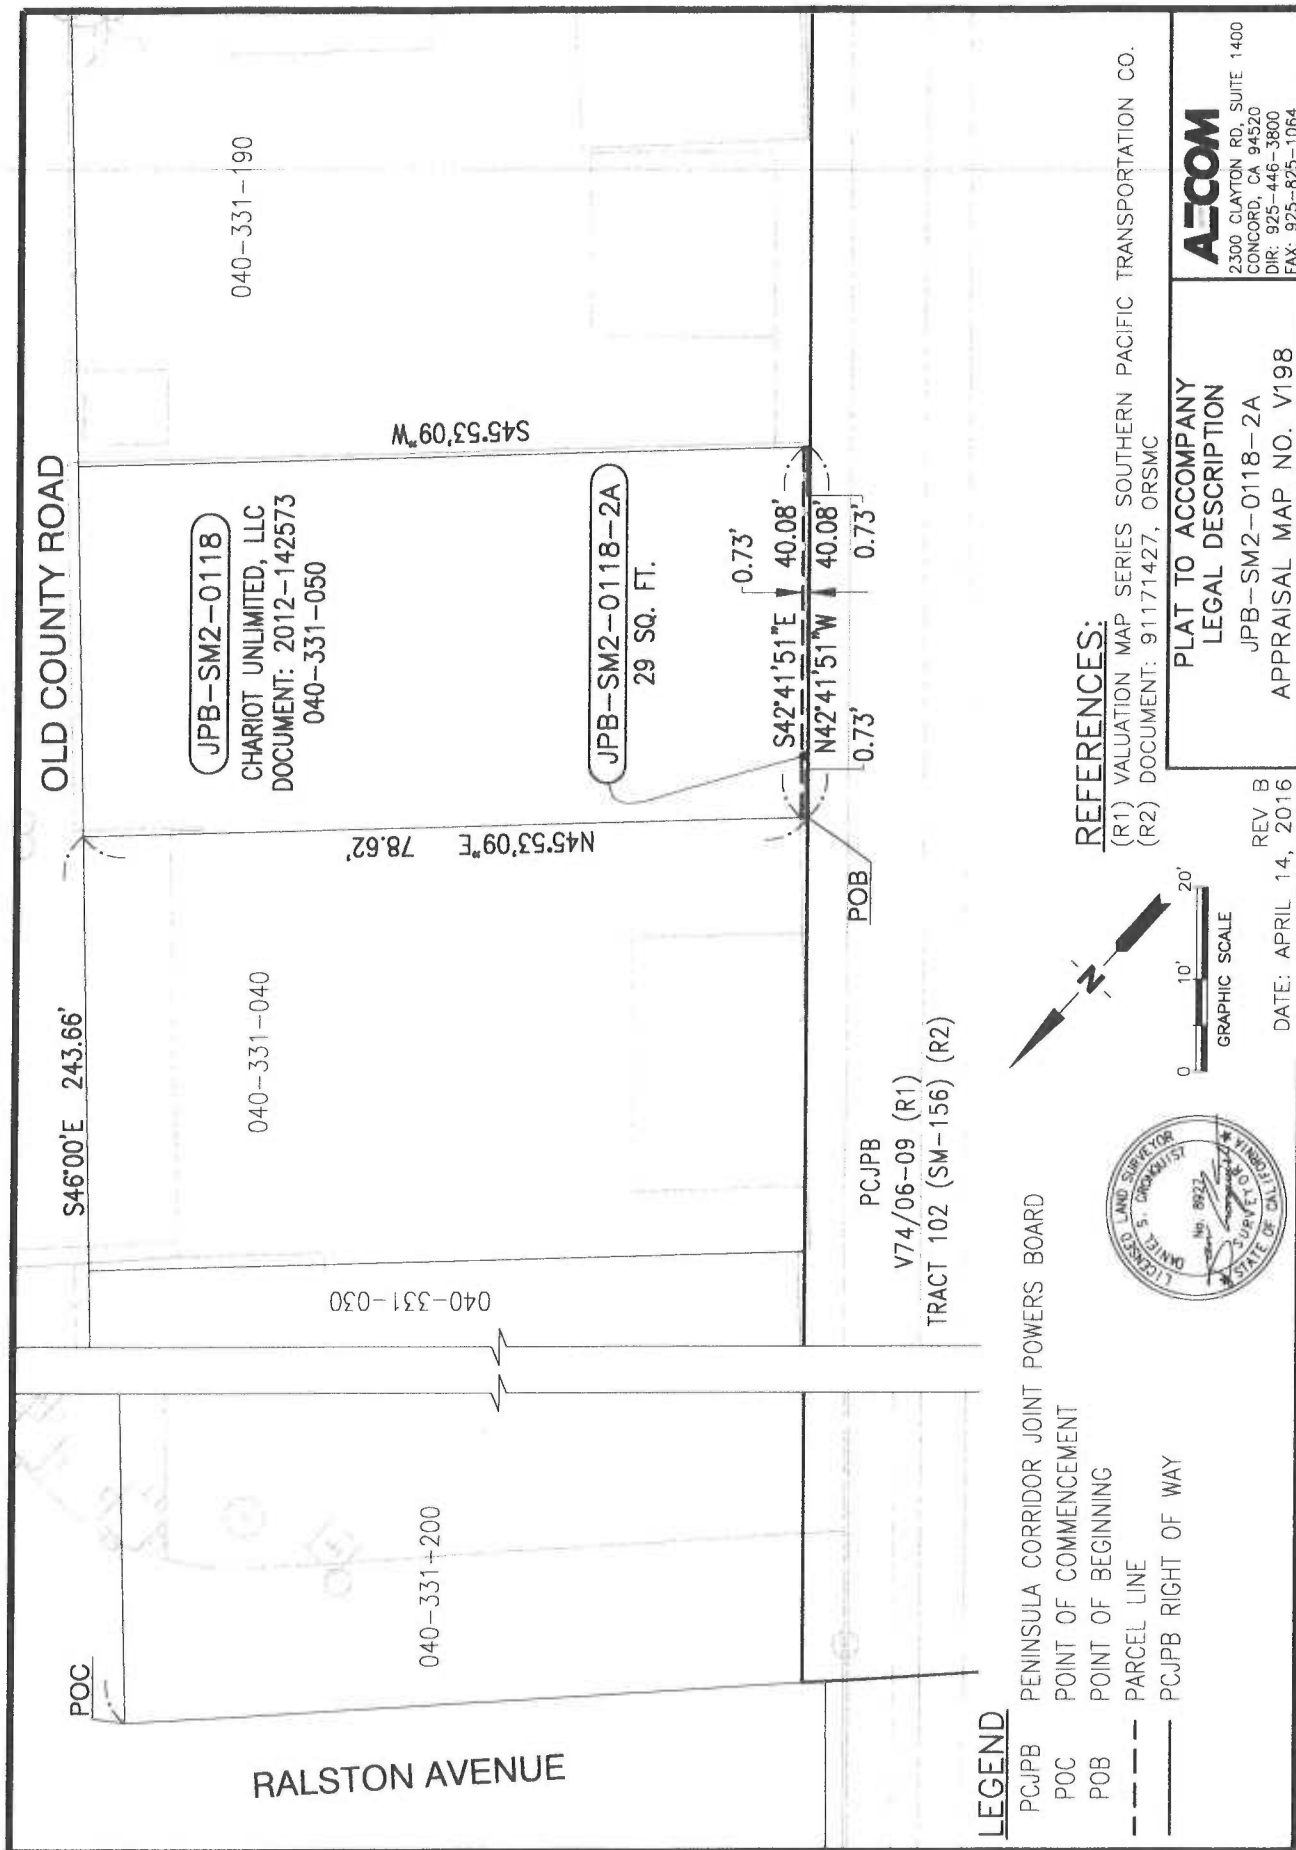 OLD COUNTY ROAD
POC
S46°00'E 243.66'
JPB-SM2-0118
CHARIOT UNLIMITED, LLC
DOCUMENT: 2012-142573
040-331-050
040-331-200
040-331-030
040-331-040
040-331-190
N45°53'09"E 78.62'
S45°53'09"W
JPB-SM2-0118-2A
29 SQ. FT.
0.73'
S42°41'51"E 40.08'
N42°41'51"W 40.08'
0.73'
0.73'
POB
RALSTON AVENUE
PCJPB
V74/06-09 (R1)
TRACT 102 (SM-156) (R2)
LEGEND
PCJPB PENINSULA CORRIDOR JOINT POWERS BOARD
POC POINT OF COMMENCEMENT
POB POINT OF BEGINNING
PARCEL LINE
PCJPB RIGHT OF WAY
LICENSED LAND SURVEYOR
DANIEL S. CRONQUIST
No. 8922
SURVEYOR
STATE OF CALIFORNIA
N
0 10' 20'
GRAPHIC SCALE
REFERENCES:
(R1) VALUATION MAP SERIES SOUTHERN PACIFIC TRANSPORTATION CO.
(R2) DOCUMENT: 91171427, ORSMC
REV B
DATE: APRIL 14, 2016
PLAT TO ACCOMPANY
LEGAL DESCRIPTION
JPB-SM2-0118-2A
APPRAISAL MAP NO. V198
AECOM
2300 CLAYTON RD, SUITE 1400
CONCORD, CA 94520
DIR: 925-446-3800
FAX: 925-825-1064